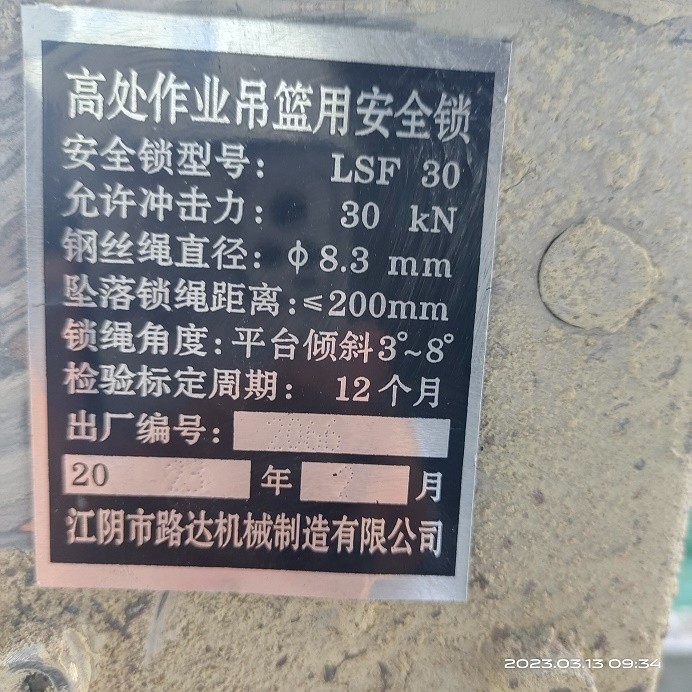 高处作业吊篮用安全锁
安全锁型号: LSF 30
允许冲击力: 30 kN
钢丝绳直径: ф8.3 mm
坠落锁绳距离:≤200mm
锁绳角度:平台倾斜3°~8°
检验标定周期: 12个月
出厂编号:
20 年 月
江阴市路达机械制造有限公司
2023.03.13 09:34